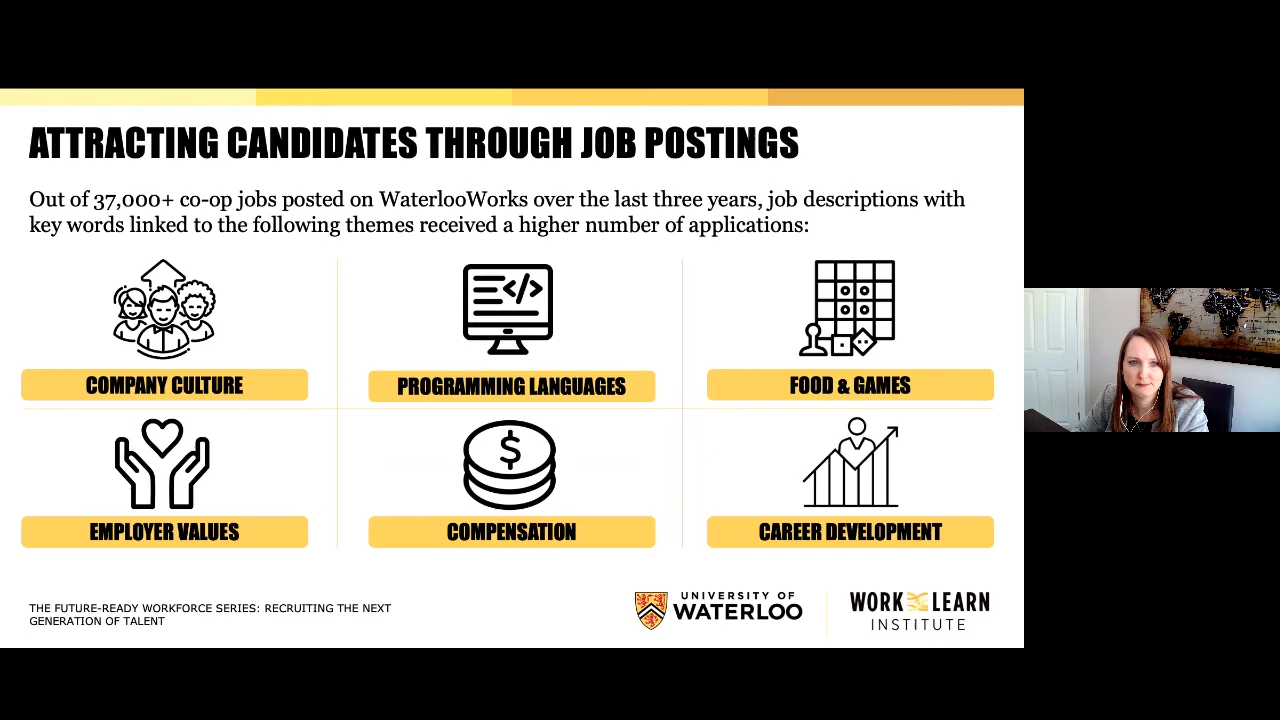 ATTRACTING CANDIDATES THROUGH JOB POSTINGS
Out of 37,000+ co-op jobs posted on WaterlooWorks over the last three years, job descriptions with
key words linked to the following themes received a higher number of applications:
COMPANY CULTURE
PROGRAMMING LANGUAGES
FOOD & GAMES
EMPLOYER VALUES
COMPENSATION
CAREER DEVELOPMENT
THE FUTURE-READY WORKFORCE SERIES: RECRUITING THE NEXT
GENERATION OF TALENT
UNIVERSITY OF
WATERLOO
WORK LEARN
INSTITUTE